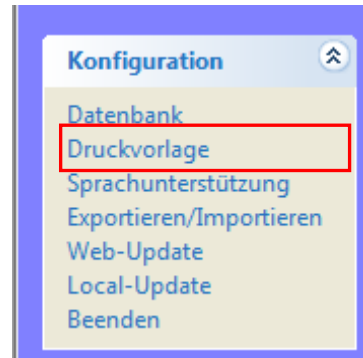 Konfiguration
Datenbank
Druckvorlage
Sprachunterstützung
Exportieren/Importieren
Web-Update
Local-Update
Beenden